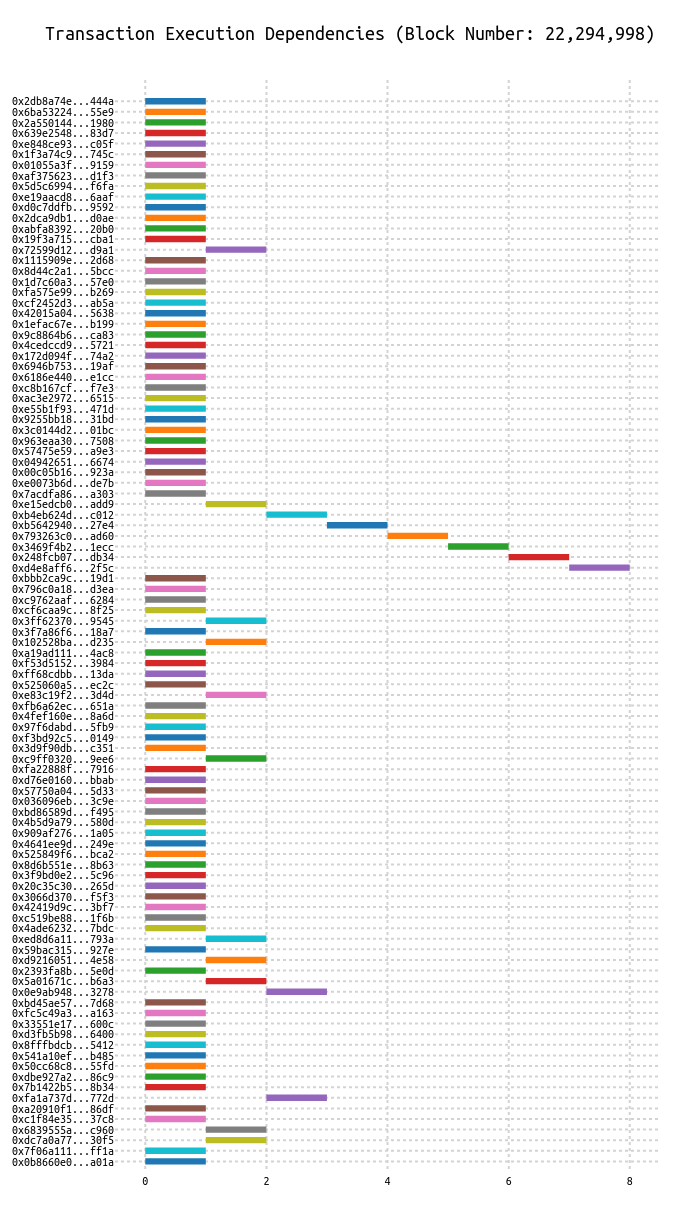 Transaction Execution Dependencies (Block Number: 22,294,998)
0x2db8a74e...444a
0x6ba53224...55e9
0x2a550144...1980
0x639e2548...83d7
0xe848ce93...c05f
0x1f3a74c9...745c
0x01055a3f...9159
0xaf375623...d1f3
0x5d5c6994...f6fa
0xe19aacd8...6aaf
0xd0c7ddfb...9592
0x2dca9db1...d0ae
0xabfa8392...20b0
0x19f3a715...cba1
0x72599d12...d9a1
0x1115909e...2d68
0x8d44c2a1...5bcc
0x1d7c60a3...57e0
0xfa575e99...b269
0xcf2452d3...ab5a
0x42015a04...5638
0x1efac67e...b199
0x9c8864b6...ca83
0x4cedccd9...5721
0x172d094f...74a2
0x6946b753...19af
0x6186e440...e1cc
0xc8b167cf...f7e3
0xac3e2972...6515
0xe55b1f93...471d
0x9255bb18...31bd
0x3c0144d2...01bc
0x963eaa30...7508
0x57475e59...a9e3
0x04942651...6674
0x00c05b16...923a
0xe0073b6d...de7b
0x7acdfa86...a303
0xe15edcb0...add9
0xb4eb624d...c012
0xb5642940...27e4
0x793263c0...ad60
0x3469f4b2...1ecc
0x248fcb07...db34
0xd4e8aff6...2f5c
0xbbb2ca9c...19d1
0x796c0a18...d3ea
0xc9762aaf...6284
0xcf6caa9c...8f25
0x3ff62370...9545
0x3f7a86f6...18a7
0x102528ba...d235
0xa19ad111...4ac8
0xf53d5152...3984
0xff68cdbb...13da
0x525060a5...ec2c
0xe83c19f2...3d4d
0xfb6a62ec...651a
0x4fef160e...8a6d
0x97f6dabd...5fb9
0xf3bd92c5...0149
0x3d9f90db...c351
0xc9ff0320...9ee6
0xfa22888f...7916
0xd76e0160...bbab
0x57750a04...5d33
0x036096eb...3c9e
0xbd86589d...f495
0x4b5d9a79...580d
0x909af276...1a05
0x4641ee9d...249e
0x525849f6...bca2
0x8d6b551e...8b63
0x3f9bd0e2...5c96
0x20c35c30...265d
0x3066d370...f5f3
0x42419d9c...3bf7
0xc519be88...1f6b
0x4ade6232...7bdc
0xed8d6a11...793a
0x59bac315...927e
0xd9216051...4e58
0x2393fa8b...5e0d
0x5a01671c...b6a3
0x0e9ab948...3278
0xbd45ae57...7d68
0xfc5c49a3...a163
0x33551e17...600c
0xd3fb5b98...6400
0x8fffbdcb...5412
0x541a10ef...b485
0x50cc68c8...55fd
0xdbe927a2...86c9
0x7b1422b5...8b34
0xfa1a737d...772d
0xa20910f1...86df
0xc1f84e35...37c8
0x6839555a...c960
0xdc7a0a77...30f5
0x7f06a111...ff1a
0x0b8660e0...a01a
0 2 4 6 8